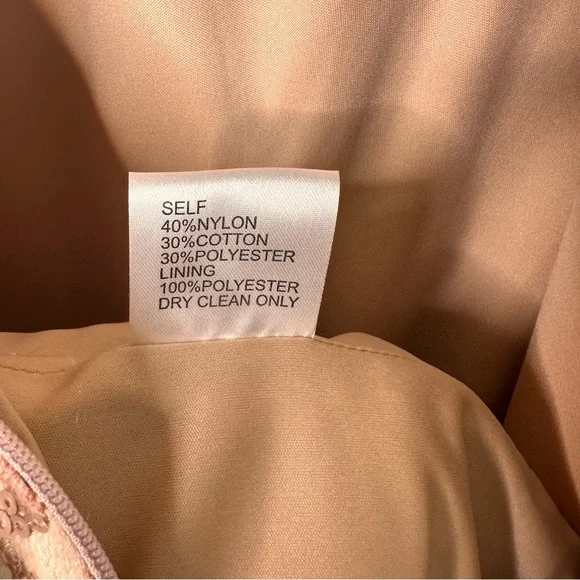 SELF
40%NYLON
30%COTTON
30%POLYESTER
LINING
100%POLYESTER
DRY CLEAN ONLY